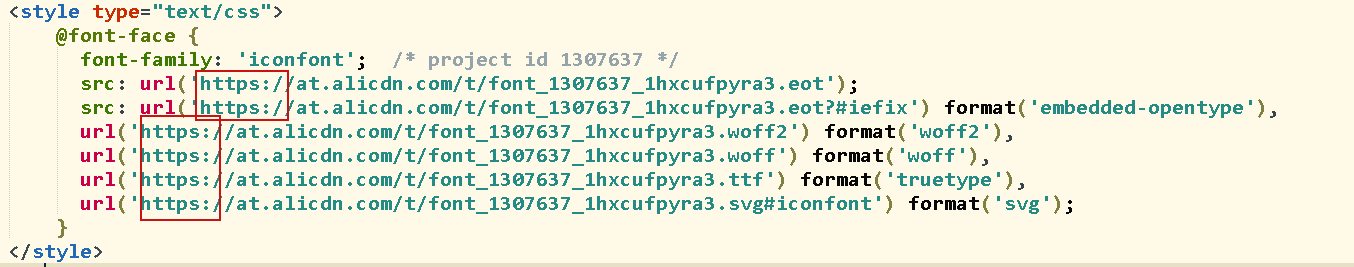 <style type="text/css">
@font-face {
font-family: 'iconfont';  /* project id 1307637 */
src: url('https://at.alicdn.com/t/font_1307637_1hxcufpyra3.eot');
src: url('https://at.alicdn.com/t/font_1307637_1hxcufpyra3.eot?#iefix') format('embedded-opentype'),
url('https://at.alicdn.com/t/font_1307637_1hxcufpyra3.woff2') format('woff2'),
url('https://at.alicdn.com/t/font_1307637_1hxcufpyra3.woff') format('woff'),
url('https://at.alicdn.com/t/font_1307637_1hxcufpyra3.ttf') format('truetype'),
url('https://at.alicdn.com/t/font_1307637_1hxcufpyra3.svg#iconfont') format('svg');
}
</style>